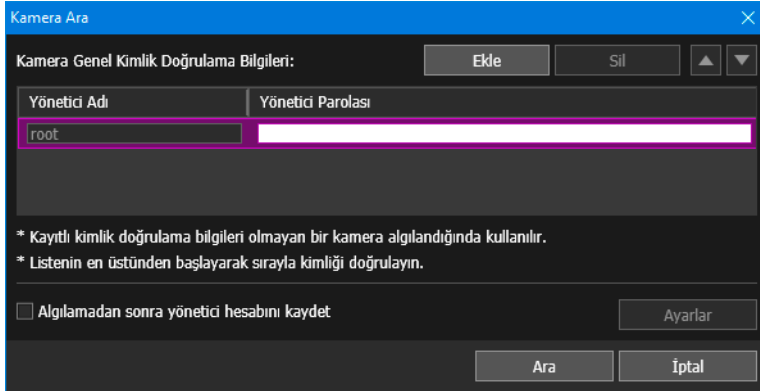 Kamera Ara
Kamera Genel Kimlik Doğrulama Bilgileri: Ekle Sil
Yönetici Adı Yönetici Parolası
root
* Kayıtlı kimlik doğrulama bilgileri olmayan bir kamera algılandığında kullanılır.
* Listenin en üstünden başlayarak sırayla kimliği doğrulayın.
Algılamadan sonra yönetici hesabını kaydet Ayarlar
Ara İptal